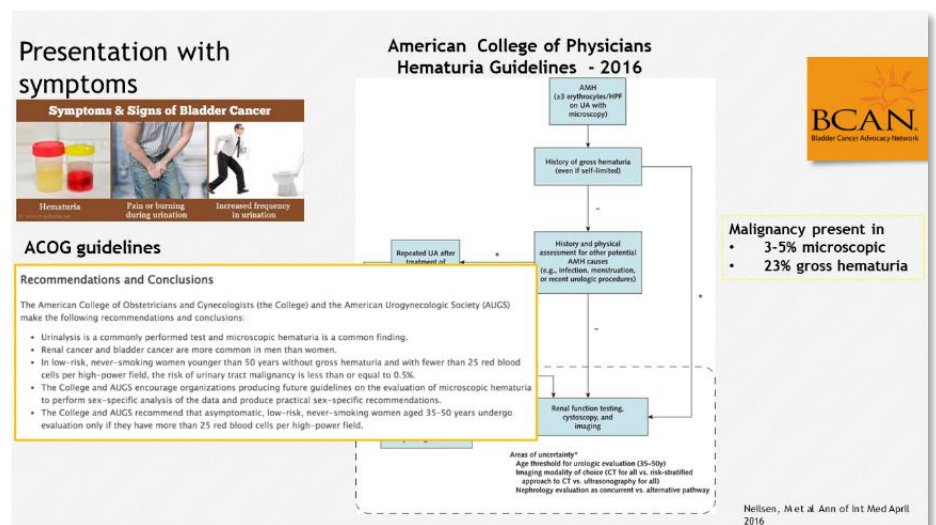 Presentation with
symptoms
Symptoms & Signs of Bladder Cancer
Hematuria
Pain or burning
during urination
Increased frequency
in urination
ACOG guidelines
Recommendations and Conclusions
The American College of Obstetricians and Gynecologists (the College) and the American Urogynecologic Society (AUGS)
make the following recommendations and conclusions:
• Urinalysis is a commonly performed test and microscopic hematuria is a common finding.
• Renal cancer and bladder cancer are more common in men than women.
• In low-risk, never-smoking women younger than 50 years without gross hematuria and with fewer than 25 red blood
cells per high-power field, the risk of urinary tract malignancy is less than or equal to 0.5%.
• The College and AUGS encourage organizations producing future guidelines on the evaluation of microscopic hematuria
to perform sex-specific analysis of the data and produce practical sex-specific recommendations.
• The College and AUGS recommend that asymptomatic, low-risk, never-smoking women aged 35-50 years undergo
evaluation only if they have more than 25 red blood cells per high-power field.
American College of Physicians
Hematuria Guidelines - 2016
AMH
(≥3 erythrocytes/HPF
on UA with
microscopy)
History of gross hematuria
(even if self-limited)
–
+
History and physical
assessment for other potential
AMH causes
(e.g., infection, menstruation,
or recent urologic procedures)
+
Repeated UA after
treatment of
–
Renal function testing,
cystoscopy, and
imaging
Areas of uncertainty*
Age threshold for urologic evaluation (35–50y)
Imaging modality of choice (CT for all vs. risk-stratified
approach to CT vs. ultrasonography for all)
Nephrology evaluation as concurrent vs. alternative pathway
BCAN
Bladder Cancer Advocacy Network
Malignancy present in
• 3-5% microscopic
• 23% gross hematuria
Neilsen, M et al Ann of Int Med April
2016